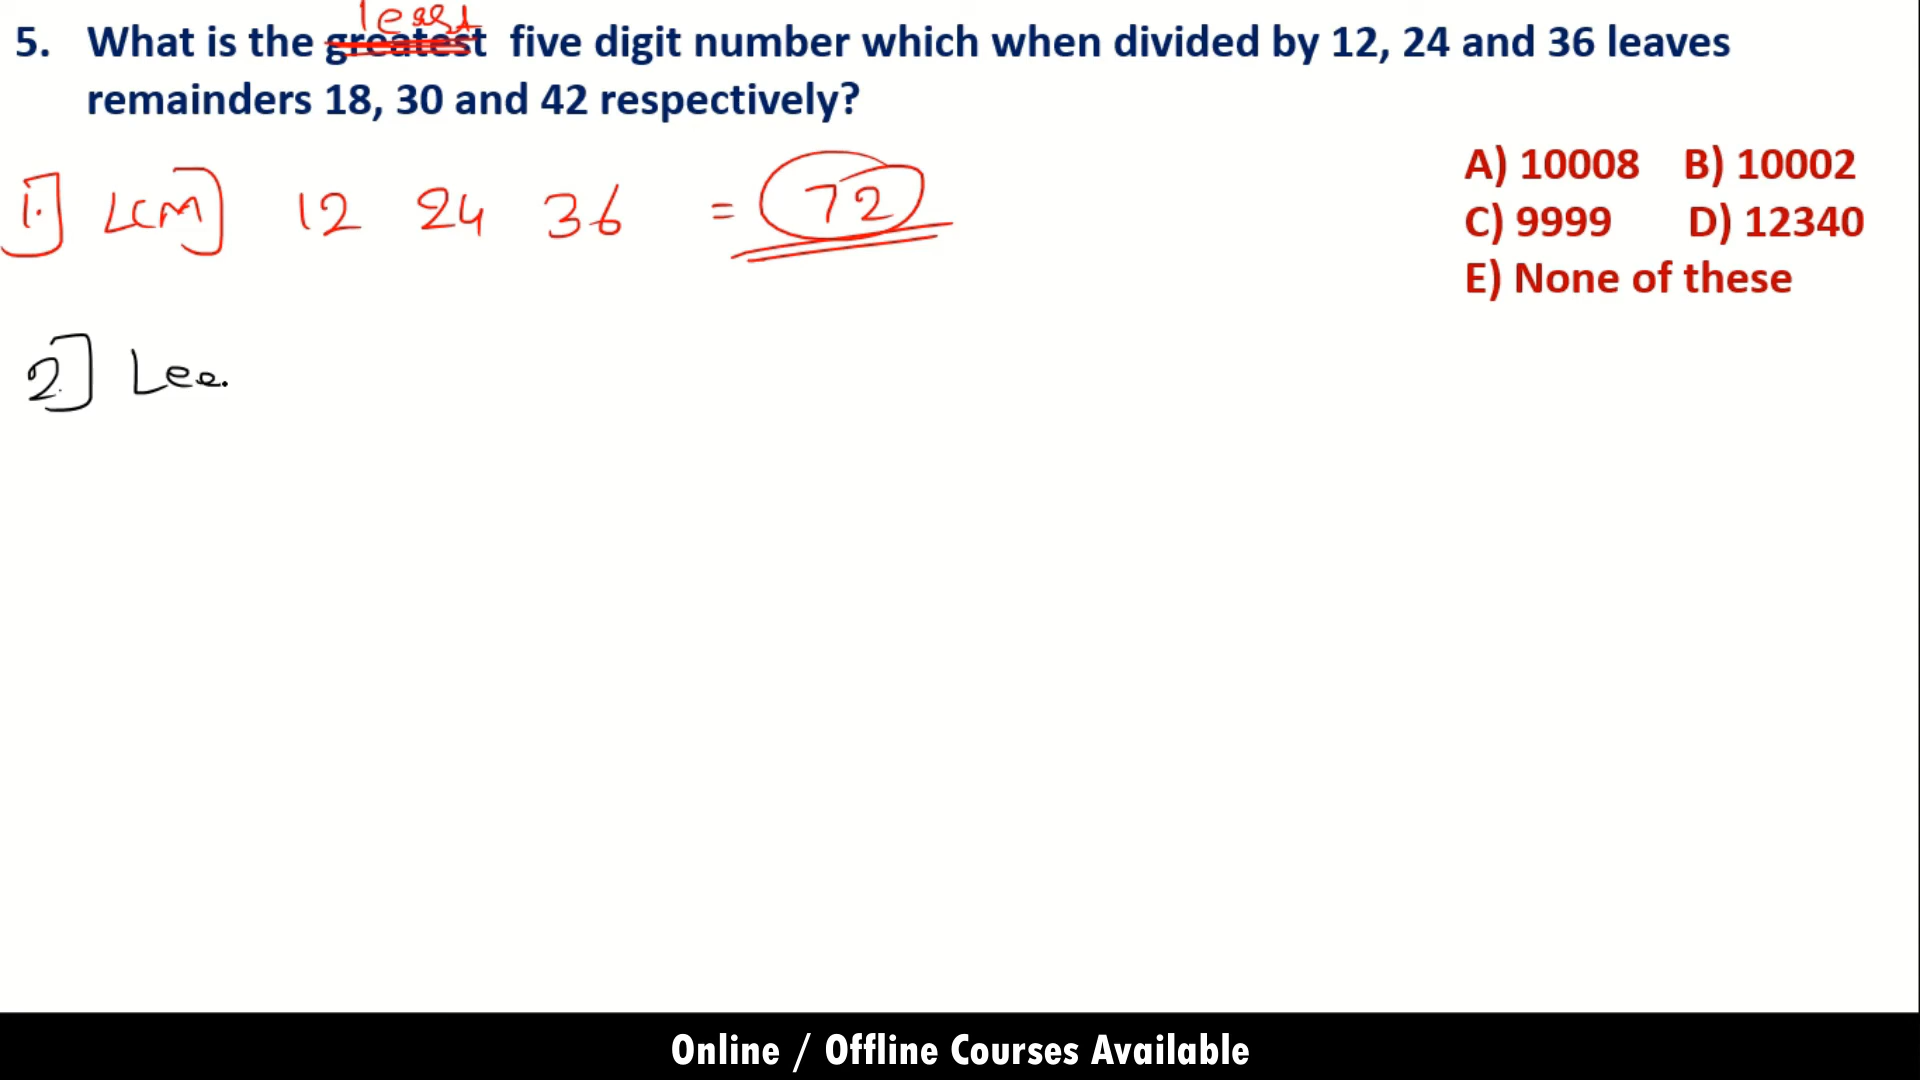 least
5. What is the greatest five digit number which when divided by 12, 24 and 36 leaves
remainders 18, 30 and 42 respectively?
A) 10008 B) 10002
C) 9999 D) 12340
E) None of these
1.] LCM] 12 24 36 = 72
2.] Lea
Online / Offline Courses Available